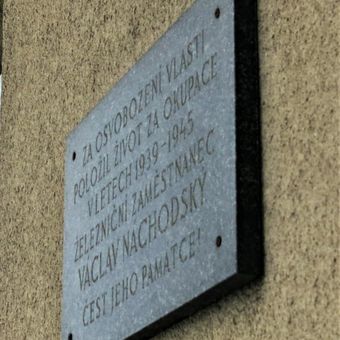 ZA OSVOBOZENÍ VLASTI
POLOŽIL ŽIVOT ZA OKUPACE
V LETECH 1939-1945
ŽELEZNIČNÍ ZAMĚSTNANEC
VÁCLAV NÁCHODSKÝ
ČEST JEHO PAMÁTCE!